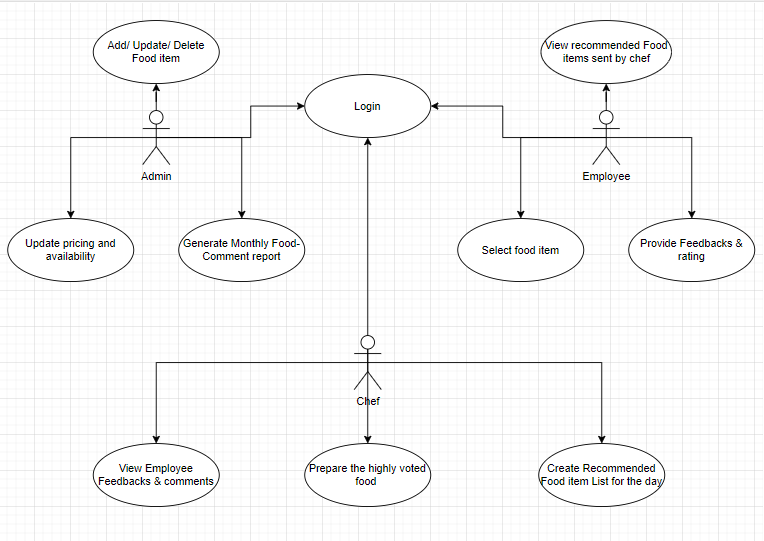 Add/ Update/ Delete
Food item
View recommended Food
items sent by chef
Login
Admin
Employee
Update pricing and
availability
Generate Monthly Food-
Comment report
Select food item
Provide Feedbacks &
rating
Chef
View Employee
Feedbacks & comments
Prepare the highly voted
food
Create Recommended
Food item List for the day